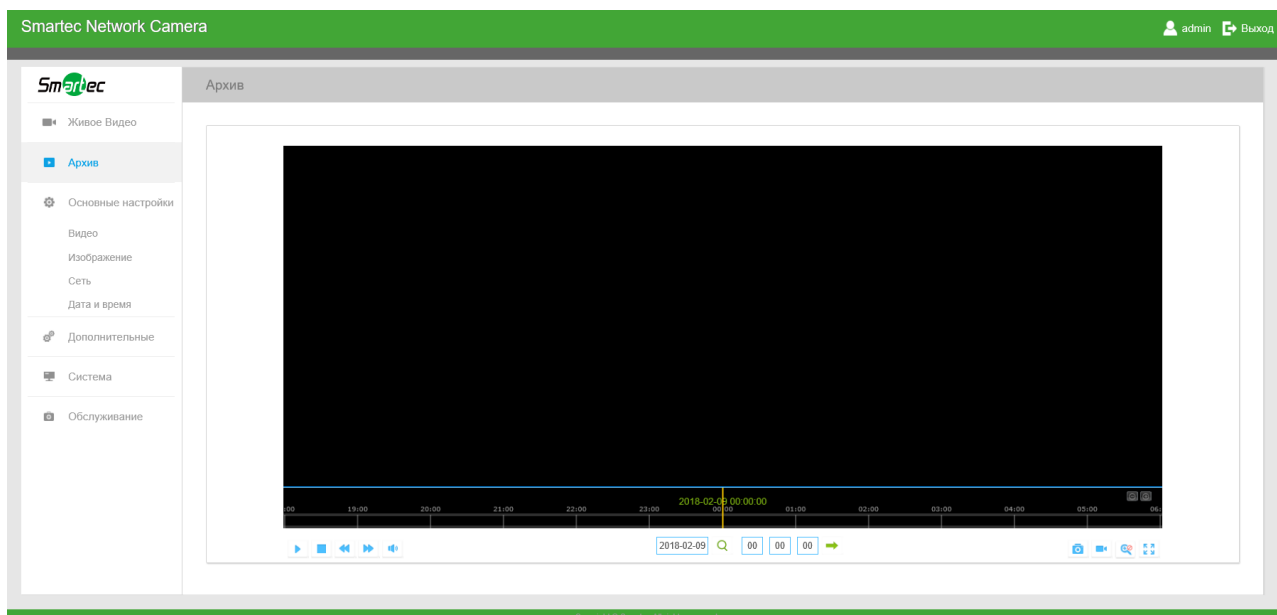 Smartec Network Camera
admin
Выход
Smartec
Архив
Живое Видео
Архив
Основные настройки
Видео
Изображение
Сеть
Дата и время
Дополнительные
Система
Обслуживание
2018-02-09 00:00:00
:00 19:00 20:00 21:00 22:00 23:00 00:00 01:00 02:00 03:00 04:00 05:00 06:
2018-02-09 00 00 00